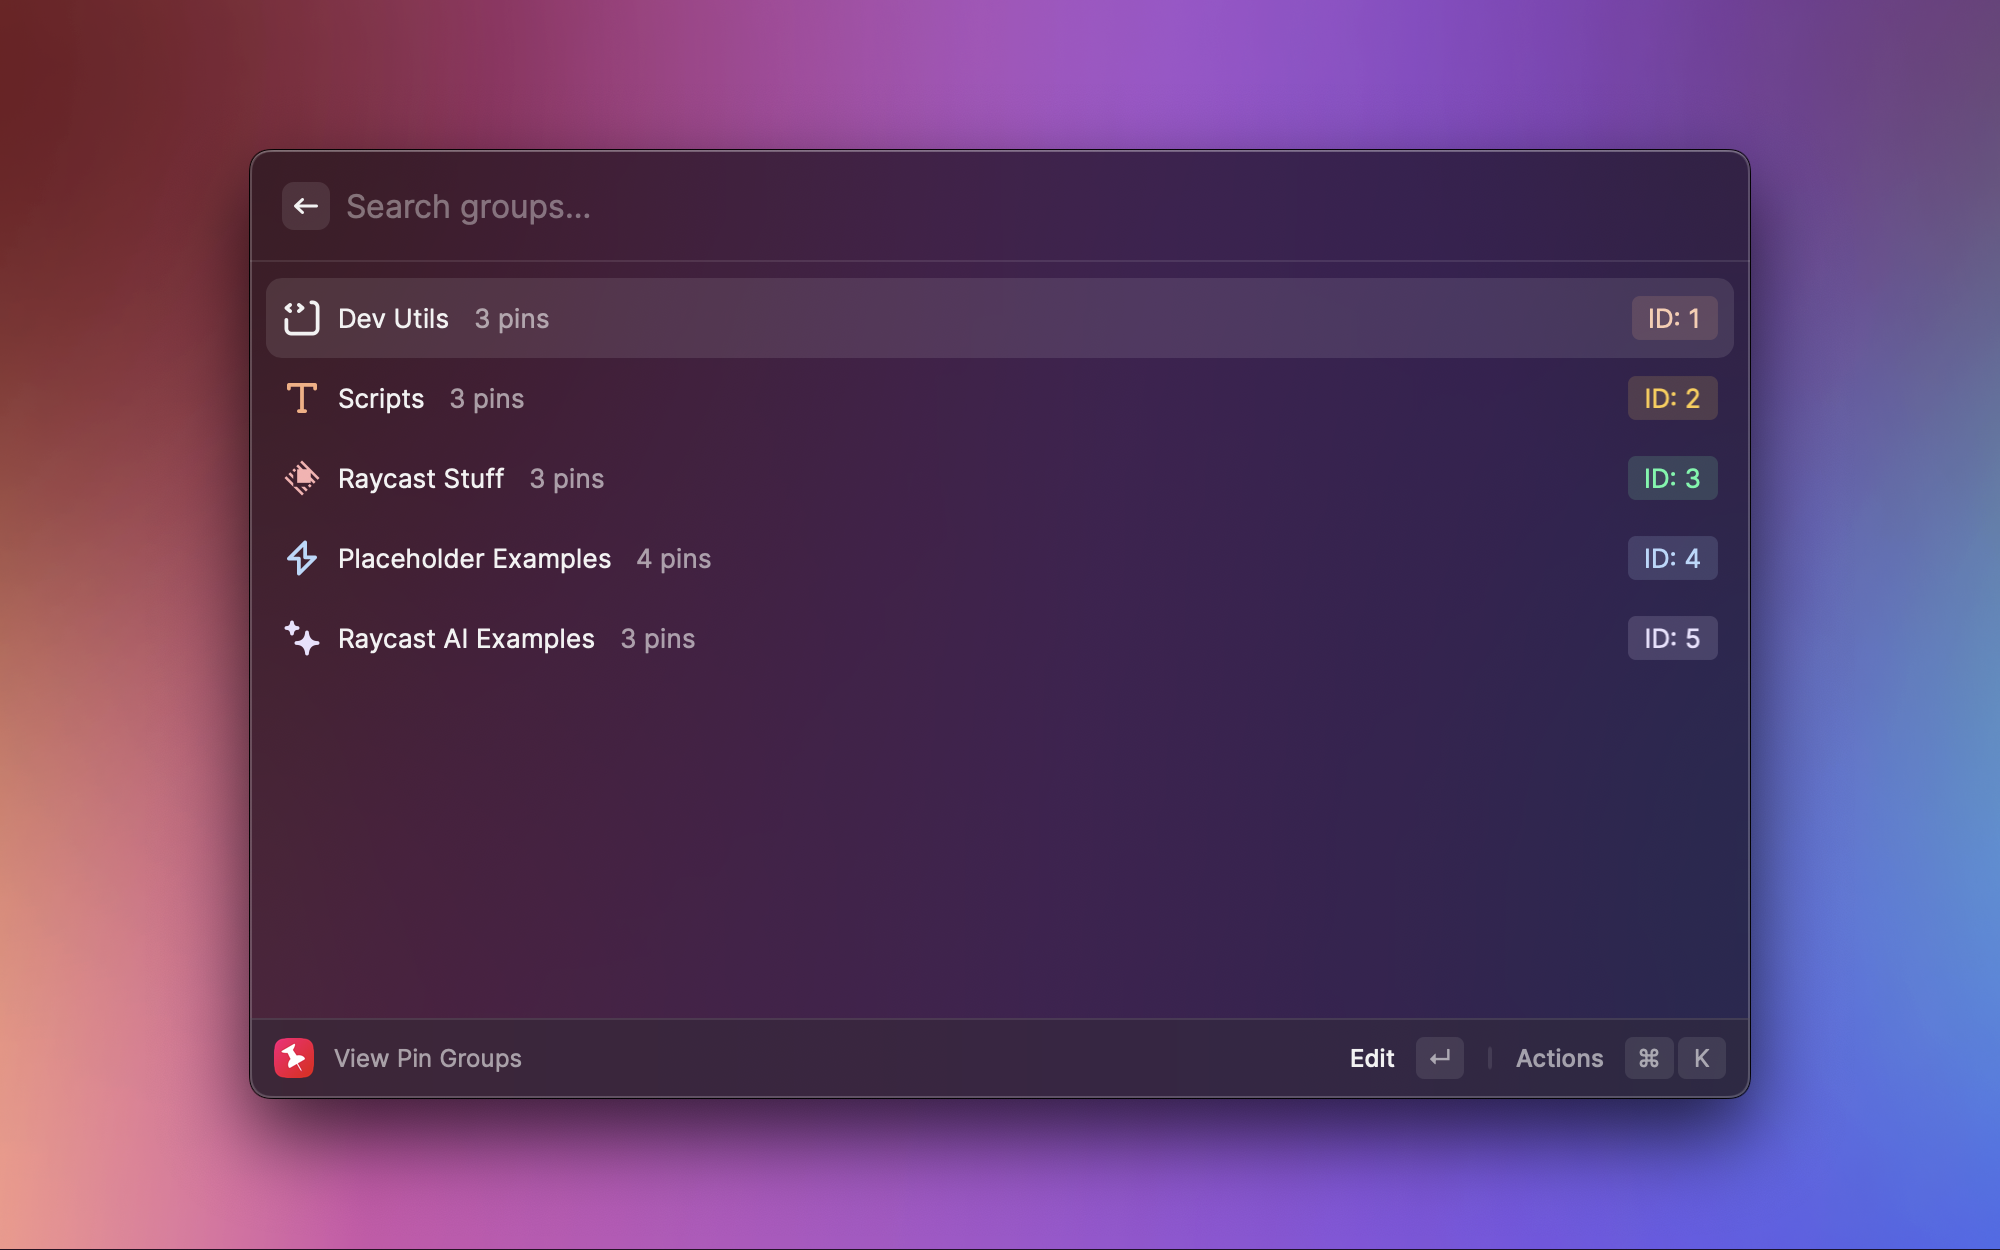 Search groups...
Dev Utils 3 pins ID: 1
Scripts 3 pins ID: 2
Raycast Stuff 3 pins ID: 3
Placeholder Examples 4 pins ID: 4
Raycast AI Examples 3 pins ID: 5
View Pin Groups Edit ↵ Actions ⌘ K